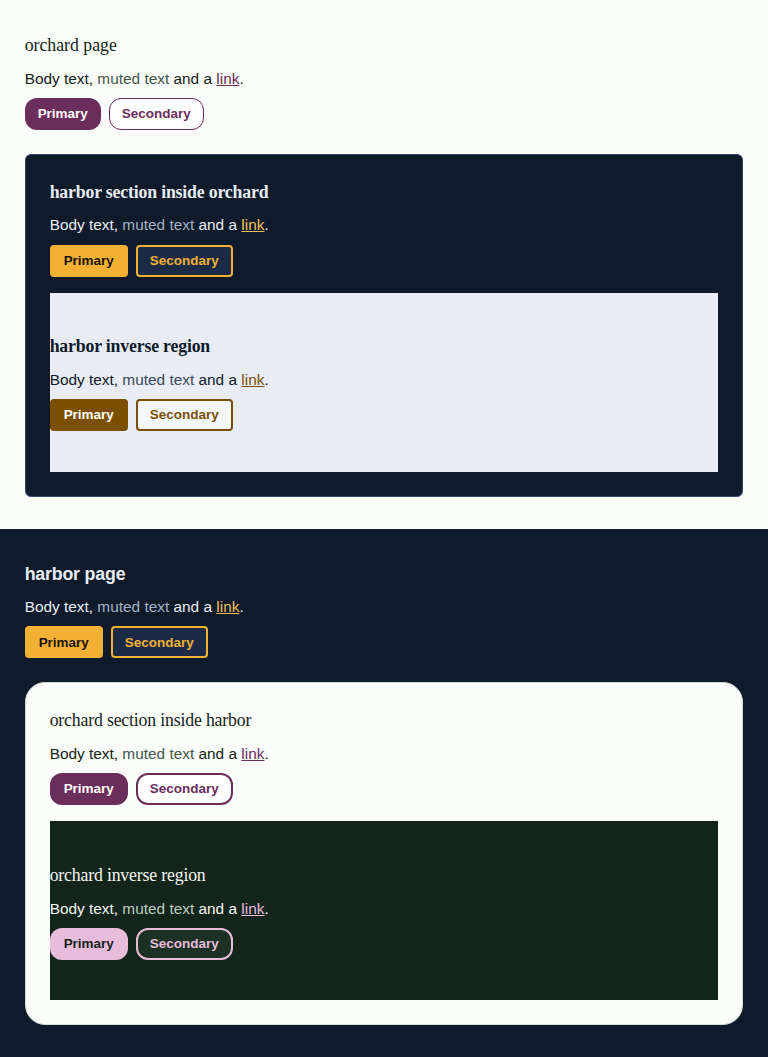 orchard page
Body text, muted text and a link.
Primary Secondary
harbor section inside orchard
Body text, muted text and a link.
Primary Secondary
harbor inverse region
Body text, muted text and a link.
Primary Secondary
harbor page
Body text, muted text and a link.
Primary Secondary
orchard section inside harbor
Body text, muted text and a link.
Primary Secondary
orchard inverse region
Body text, muted text and a link.
Primary Secondary